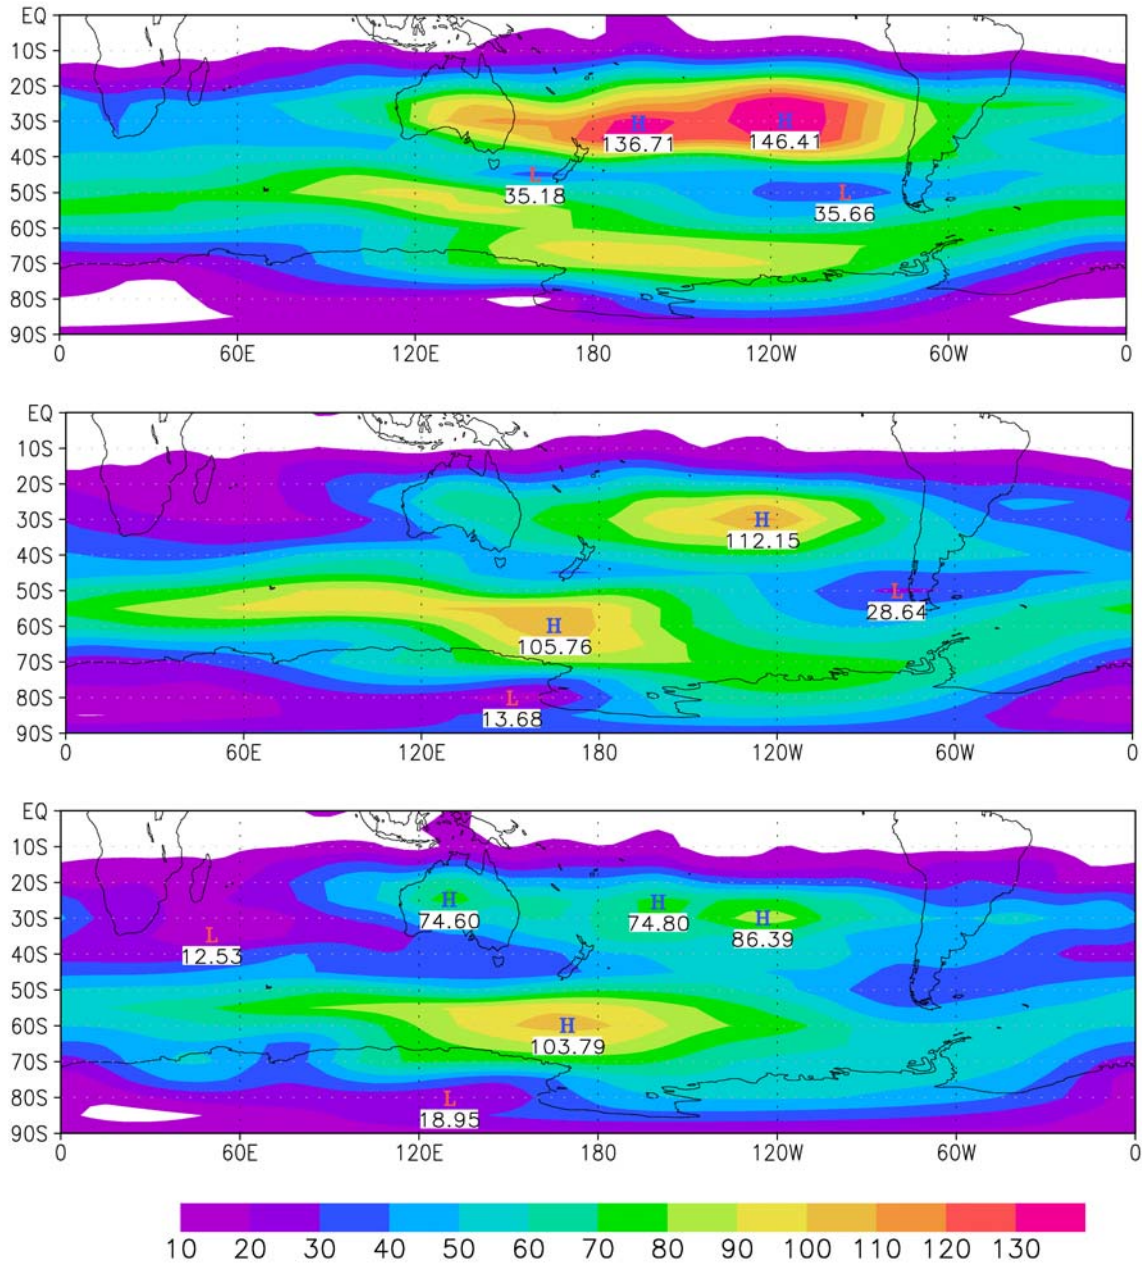 EQ
10S
20S
30S
40S
50S
60S
70S
80S
90S
H H
136.71 146.41
L L
35.18 35.66
0 60E 120E 180 120W 60W 0
EQ
10S
20S
30S
40S
50S
60S
70S
80S
90S
H
112.15
L
28.64
H
105.76
L
13.68
0 60E 120E 180 120W 60W 0
EQ
10S
20S
30S
40S
50S
60S
70S
80S
90S
H H H
74.60 74.80 86.39
L
12.53
H
103.79
L
18.95
0 60E 120E 180 120W 60W 0
10 20 30 40 50 60 70 80 90 100 110 120 130